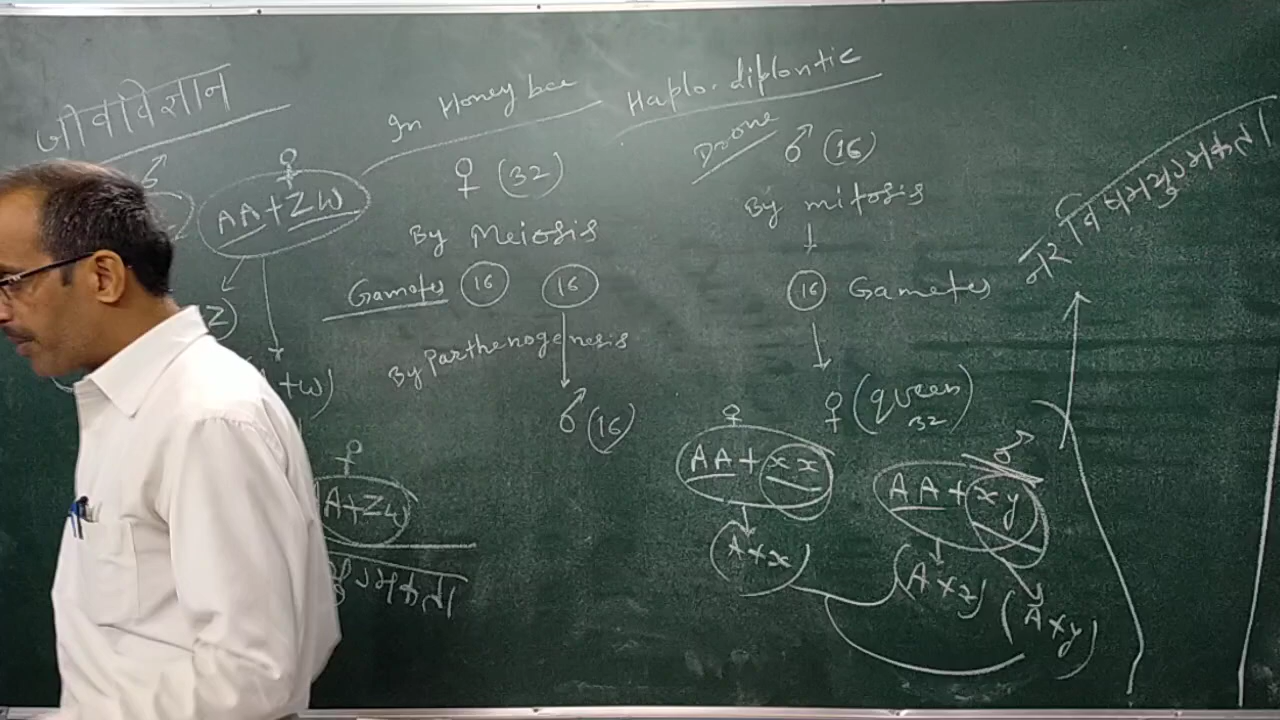 जीव विज्ञान
In Honey bee
Haplo-diplontic
♂
♀
AA+ZW
Z)
+W)
♀
A+ZW
युग्मकता
♀ (32)
By Meiosis
Gametes 16 16
By Parthenogenesis
♂ (16)
Drone ♂ (16)
By mitosis
16 Gametes
♀ (queen)
32
♀
AA+xx
A+x
♂
AA+xy
(A+x)
(A+y)
नर विषमयुग्मकता